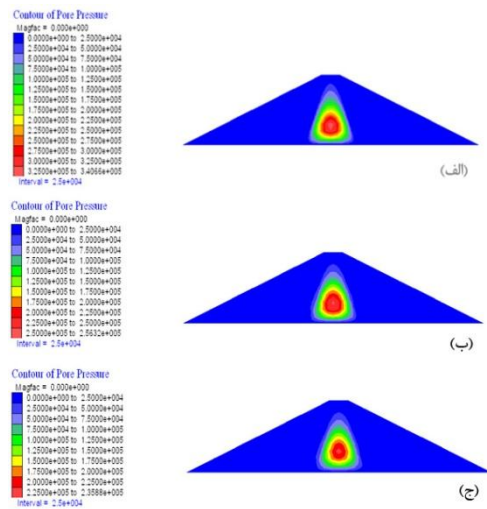 Contour of Pore Pressure
Magfac = 0.000e+000
0.0000e+000 to 2.5000e+004
2.5000e+004 to 5.0000e+004
5.0000e+004 to 7.5000e+004
7.5000e+004 to 1.0000e+005
1.0000e+005 to 1.2500e+005
1.2500e+005 to 1.5000e+005
1.5000e+005 to 1.7500e+005
1.7500e+005 to 2.0000e+005
2.0000e+005 to 2.2500e+005
2.2500e+005 to 2.5000e+005
2.5000e+005 to 2.7500e+005
2.7500e+005 to 3.0000e+005
3.0000e+005 to 3.2500e+005
3.2500e+005 to 3.4066e+005
Interval = 2.5e+004
(الف)
Contour of Pore Pressure
Magfac = 0.000e+000
0.0000e+000 to 2.5000e+004
2.5000e+004 to 5.0000e+004
5.0000e+004 to 7.5000e+004
7.5000e+004 to 1.0000e+005
1.0000e+005 to 1.2500e+005
1.2500e+005 to 1.5000e+005
1.5000e+005 to 1.7500e+005
1.7500e+005 to 2.0000e+005
2.0000e+005 to 2.2500e+005
2.2500e+005 to 2.5000e+005
2.5000e+005 to 2.5632e+005
Interval = 2.5e+004
(ب)
Contour of Pore Pressure
Magfac = 0.000e+000
0.0000e+000 to 2.5000e+004
2.5000e+004 to 5.0000e+004
5.0000e+004 to 7.5000e+004
7.5000e+004 to 1.0000e+005
1.0000e+005 to 1.2500e+005
1.2500e+005 to 1.5000e+005
1.5000e+005 to 1.7500e+005
1.7500e+005 to 2.0000e+005
2.0000e+005 to 2.2500e+005
2.2500e+005 to 2.3588e+005
Interval = 2.5e+004
(ج)